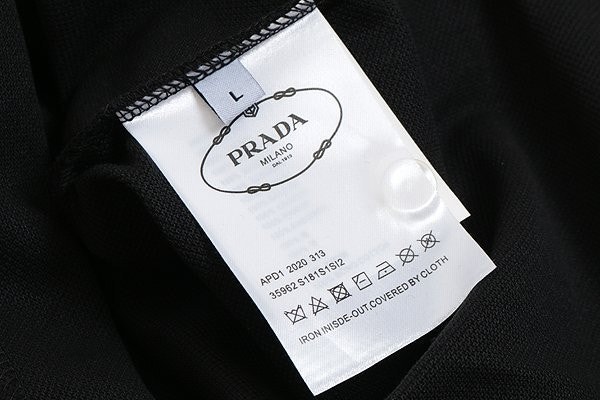 L
PRADA
MILANO
DAL 1913
APD1 2020 313
35962 S181S1SI2
IRON INISDE-OUT,COVERED BY CLOTH